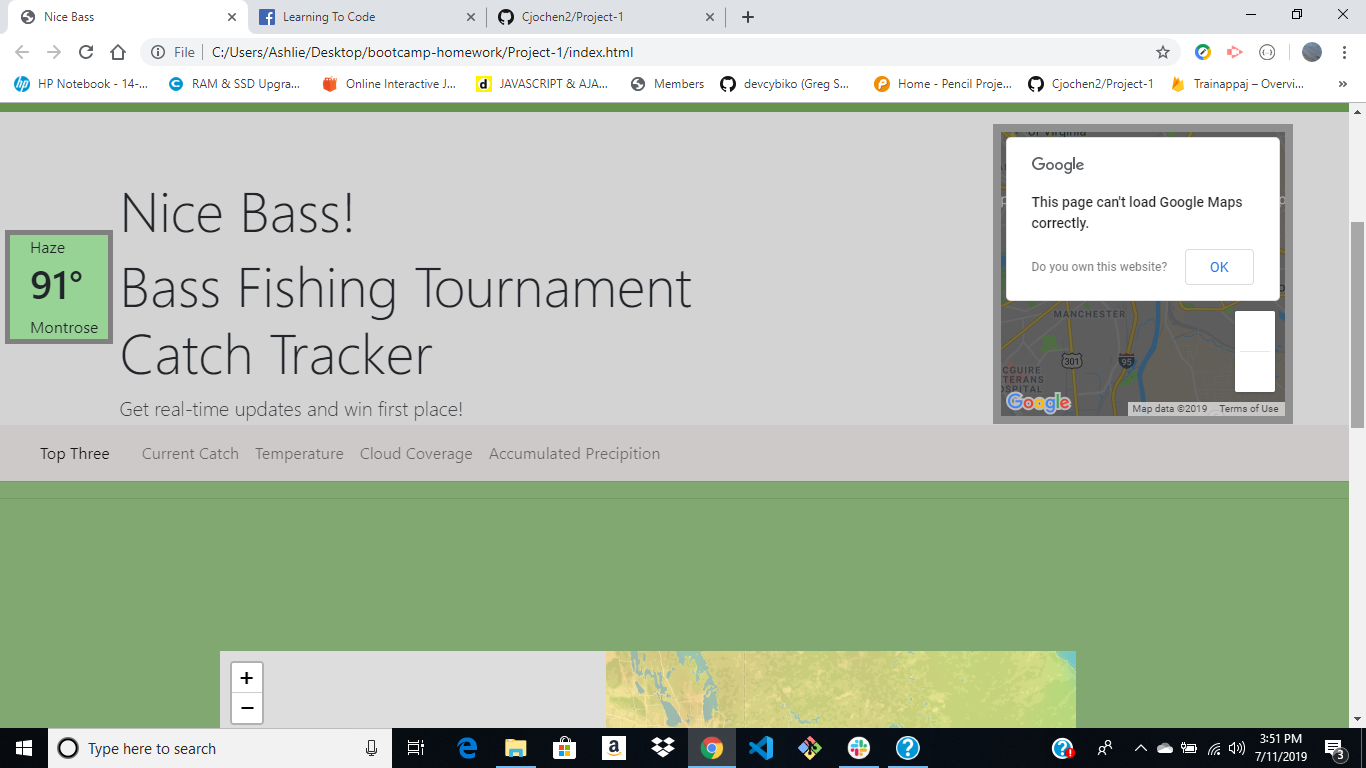 Nice Bass
Learning To Code
Cjochen2/Project-1
File
C:/Users/Ashlie/Desktop/bootcamp-homework/Project-1/index.html
HP Notebook - 14-...
RAM & SSD Upgra...
Online Interactive J...
JAVASCRIPT & AJA...
Members
devcybiko (Greg S...
Home - Pencil Proje...
Cjochen2/Project-1
Trainappaj – Overvi...
»
Haze
91°
Montrose
Nice Bass!
Bass Fishing Tournament
Catch Tracker
Get real-time updates and win first place!
of Virginia
Google
This page can't load Google Maps
correctly.
Do you own this website?
OK
MANCHESTER
301
95
CGUIRE
TERANS
SPITAL
Google
Map data ©2019
Terms of Use
Top Three
Current Catch
Temperature
Cloud Coverage
Accumulated Precipition
+
−
Type here to search
3:51 PM
7/11/2019
3